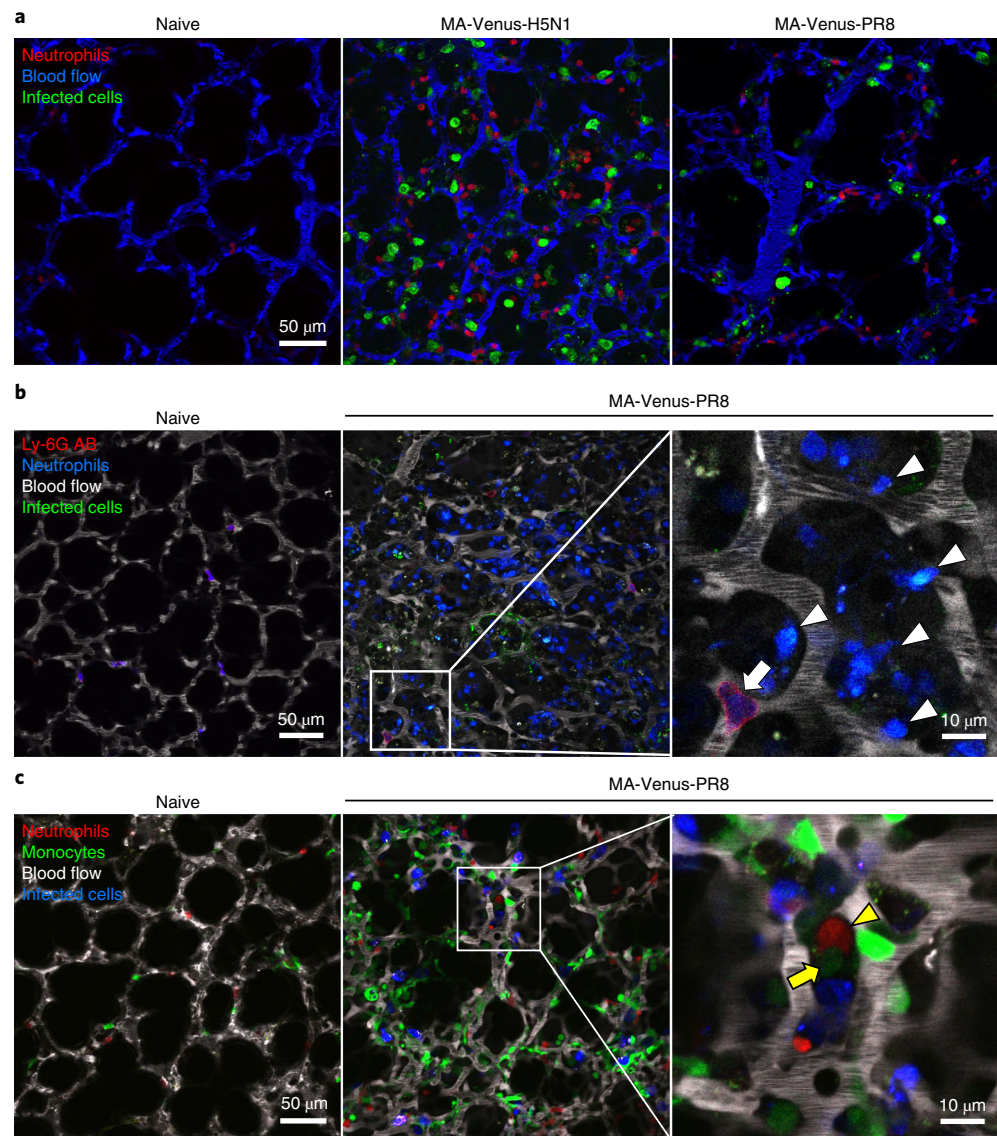 a
Naive
MA-Venus-H5N1
MA-Venus-PR8
Neutrophils
Blood flow
Infected cells
50 μm
b
Naive
MA-Venus-PR8
Ly-6G AB
Neutrophils
Blood flow
Infected cells
50 μm
10 μm
c
Naive
MA-Venus-PR8
Neutrophils
Monocytes
Blood flow
Infected cells
50 μm
10 μm